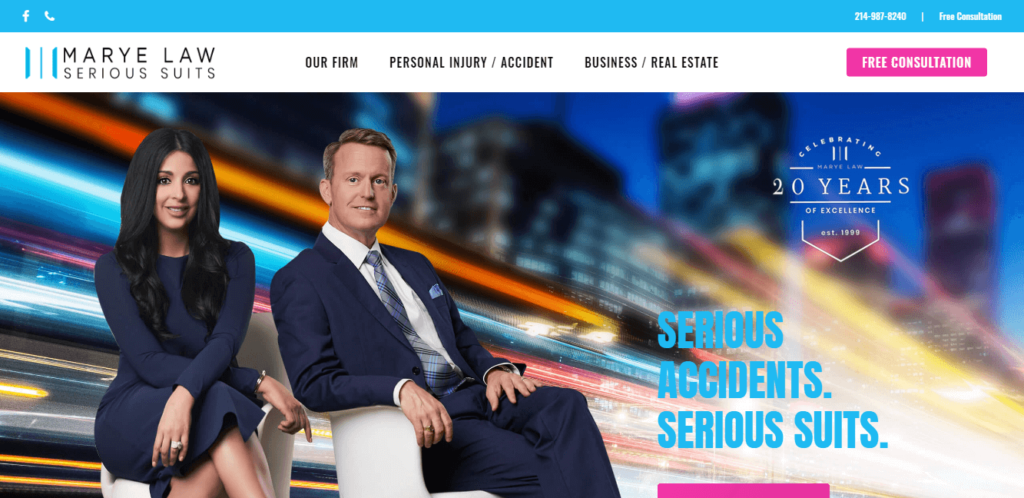 214-987-8240 | Free Consultation
MARYE LAW
SERIOUS SUITS
OUR FIRM PERSONAL INJURY / ACCIDENT BUSINESS / REAL ESTATE FREE CONSULTATION
CELEBRATING
MARYE LAW
20 YEARS
OF EXCELLENCE
est. 1999
SERIOUS
ACCIDENTS.
SERIOUS SUITS.